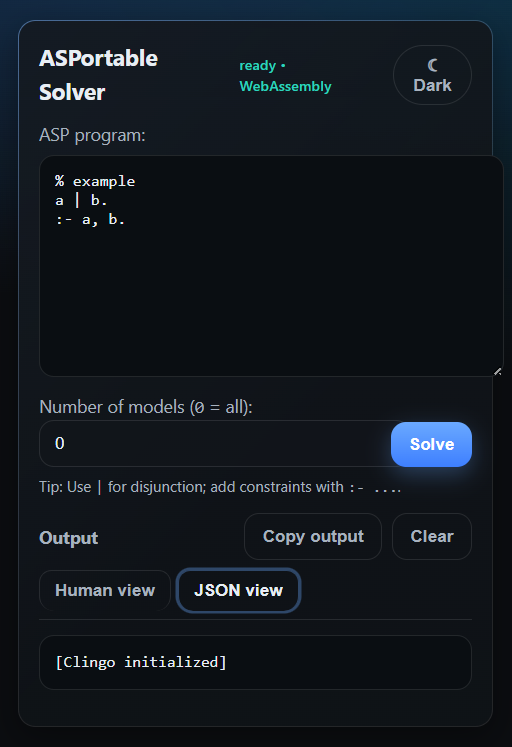 ASPortable
Solver
ready •
WebAssembly
☾
Dark
ASP program:
% example
a | b.
:- a, b.
Number of models (0 = all):
0
Solve
Tip: Use | for disjunction; add constraints with :- ....
Output
Copy output
Clear
Human view
JSON view
[Clingo initialized]